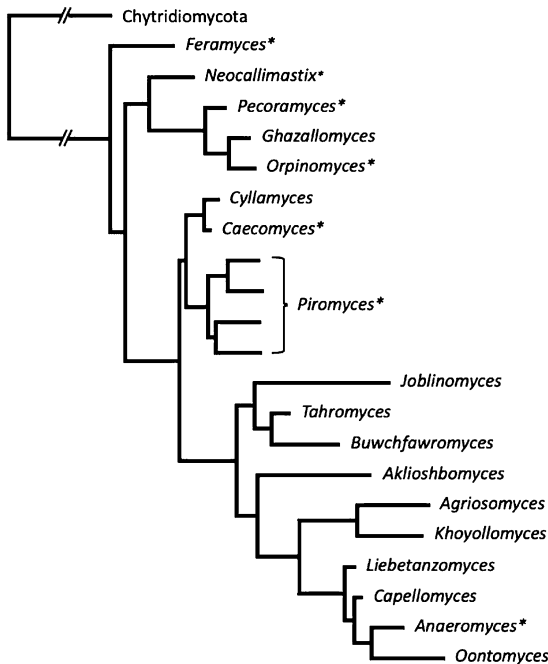 Chytridiomycota
Feramyces*
Neocallimastix*
Pecoramyces*
Ghazallomyces
Orpinomyces*
Cyllamyces
Caecomyces*
Piromyces*
Joblinomyces
Tahromyces
Buwchfawromyces
Aklioshbomyces
Agriosomyces
Khoyollomyces
Liebetanzomyces
Capellomyces
Anaeromyces*
Oontomyces